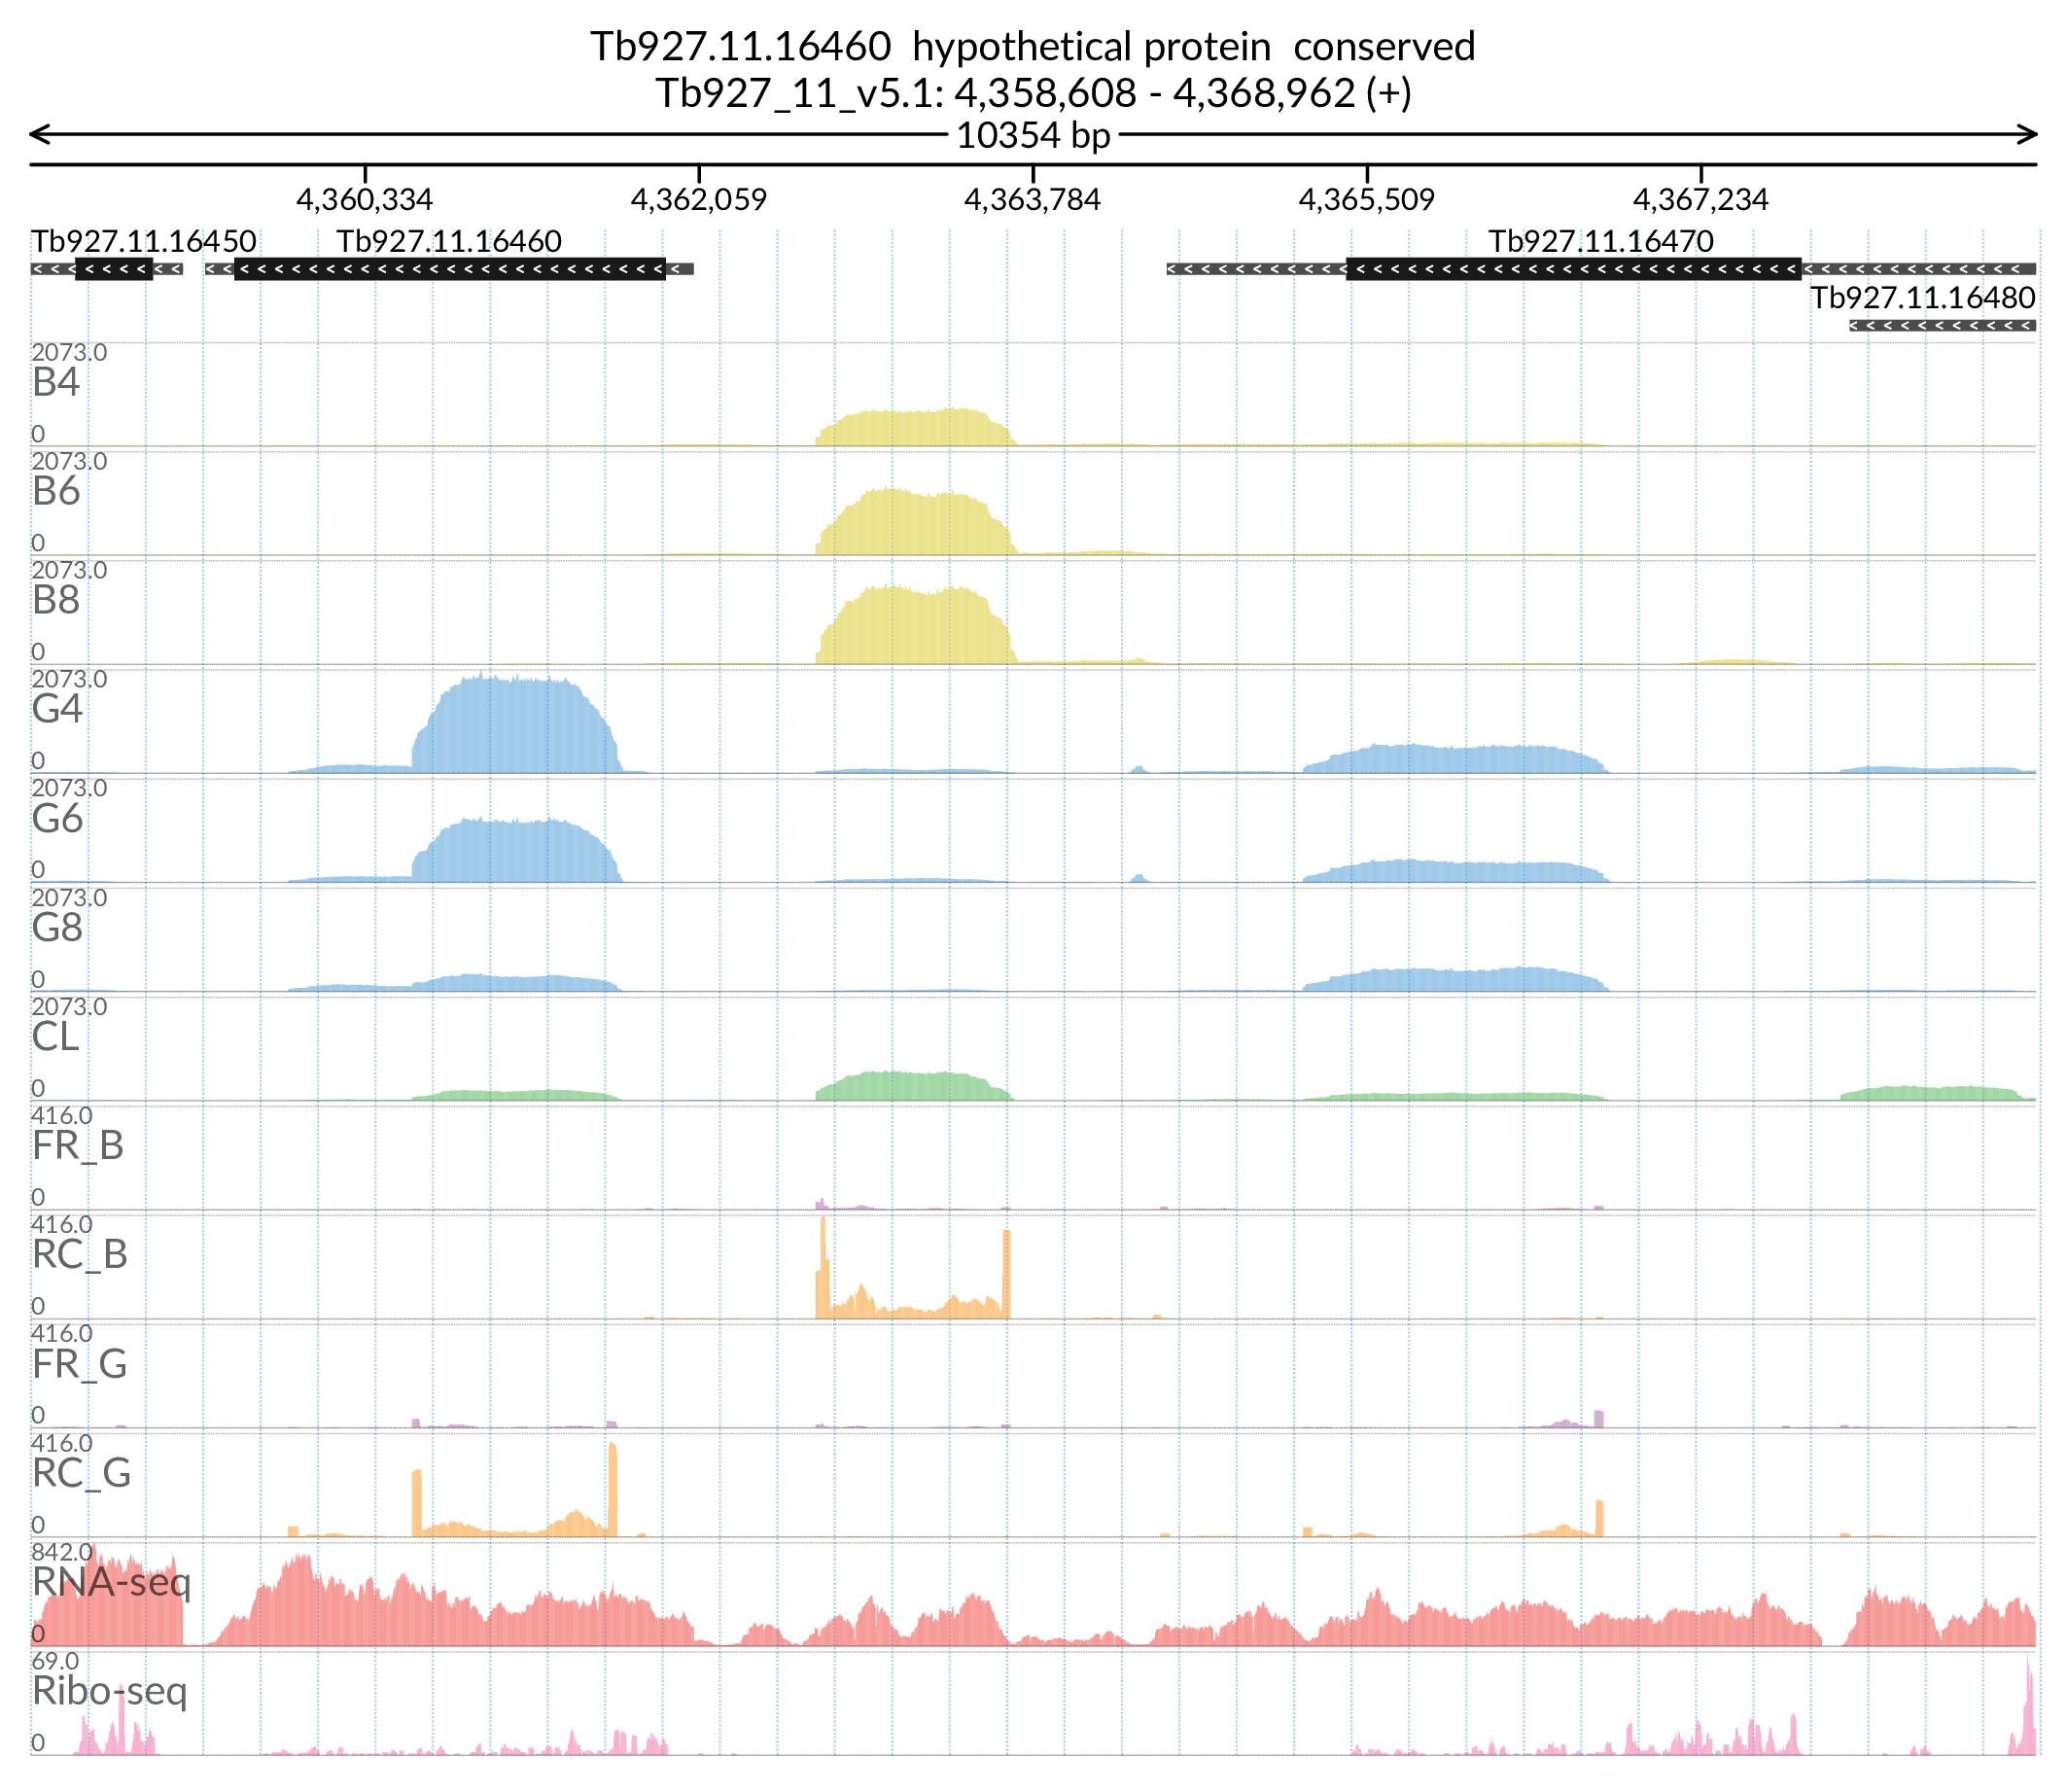 Tb927.11.16460  hypothetical protein  conserved
Tb927_11_v5.1: 4,358,608 - 4,368,962 (+)
10354 bp
4,360,334 4,362,059 4,363,784 4,365,509 4,367,234
Tb927.11.16450 Tb927.11.16460 Tb927.11.16470
Tb927.11.16480
2073.0
B4
0
2073.0
B6
0
2073.0
B8
0
2073.0
G4
0
2073.0
G6
0
2073.0
G8
0
2073.0
CL
0
416.0
FR_B
0
416.0
RC_B
0
416.0
FR_G
0
416.0
RC_G
0
842.0
RNA-seq
0
69.0
Ribo-seq
0